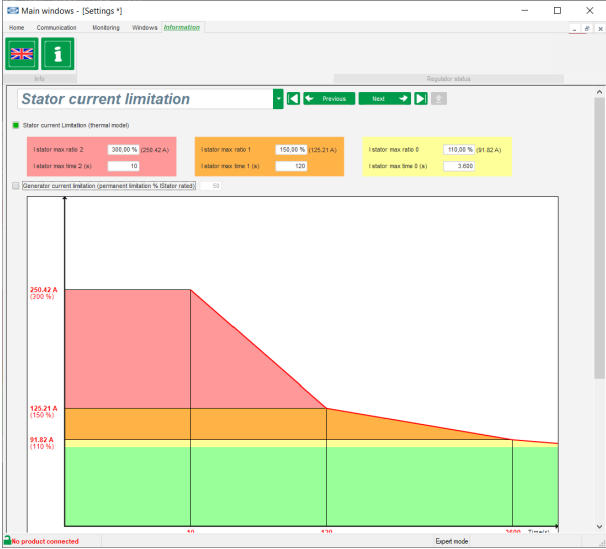 Main windows - [Settings *]
Home Communication Monitoring Windows Information
Info Regulator status
Stator current limitation Previous Next
Stator current Limitation (thermal model)
I stator max ratio 2 300,00 % (250.42 A) I stator max ratio 1 150,00 % (125.21 A) I stator max ratio 0 110,00 % (91.82 A)
I stator max time 2 (s) 10 I stator max time 1 (s) 120 I stator max time 0 (s) 3.600
Generator current limitation (permanent limitation % IStator rated) 50
250.42 A
(300 %)
125.21 A
(150 %)
91.82 A
(110 %)
10 120 3600 Time(s)
No product connected Expert mode